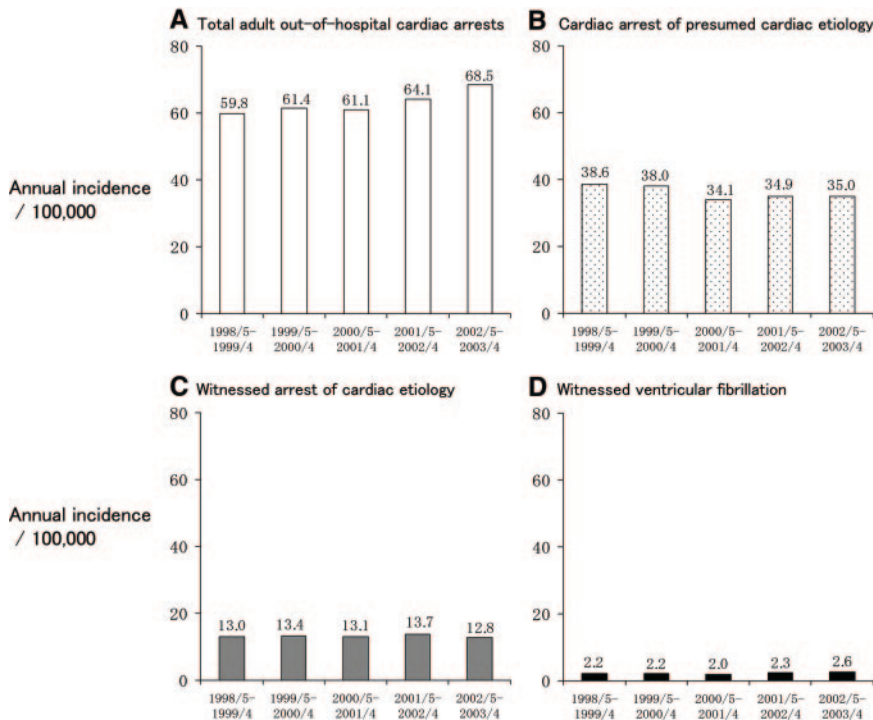 A Total adult out-of-hospital cardiac arrests
80
60
40
20
0
59.8 61.4 61.1 64.1 68.5
1998/5- 1999/5- 2000/5- 2001/5- 2002/5-
1999/4 2000/4 2001/4 2002/4 2003/4
Annual incidence
/ 100,000
B Cardiac arrest of presumed cardiac etiology
80
60
40
20
0
38.6 38.0 34.1 34.9 35.0
1998/5- 1999/5- 2000/5- 2001/5- 2002/5-
1999/4 2000/4 2001/4 2002/4 2003/4
C Witnessed arrest of cardiac etiology
80
60
40
20
0
13.0 13.4 13.1 13.7 12.8
1998/5- 1999/5- 2000/5- 2001/5- 2002/5-
1999/4 2000/4 2001/4 2002/4 2003/4
Annual incidence
/ 100,000
D Witnessed ventricular fibrillation
80
60
40
20
0
2.2 2.2 2.0 2.3 2.6
1998/5- 1999/5- 2000/5- 2001/5- 2002/5-
1999/4 2000/4 2001/4 2002/4 2003/4